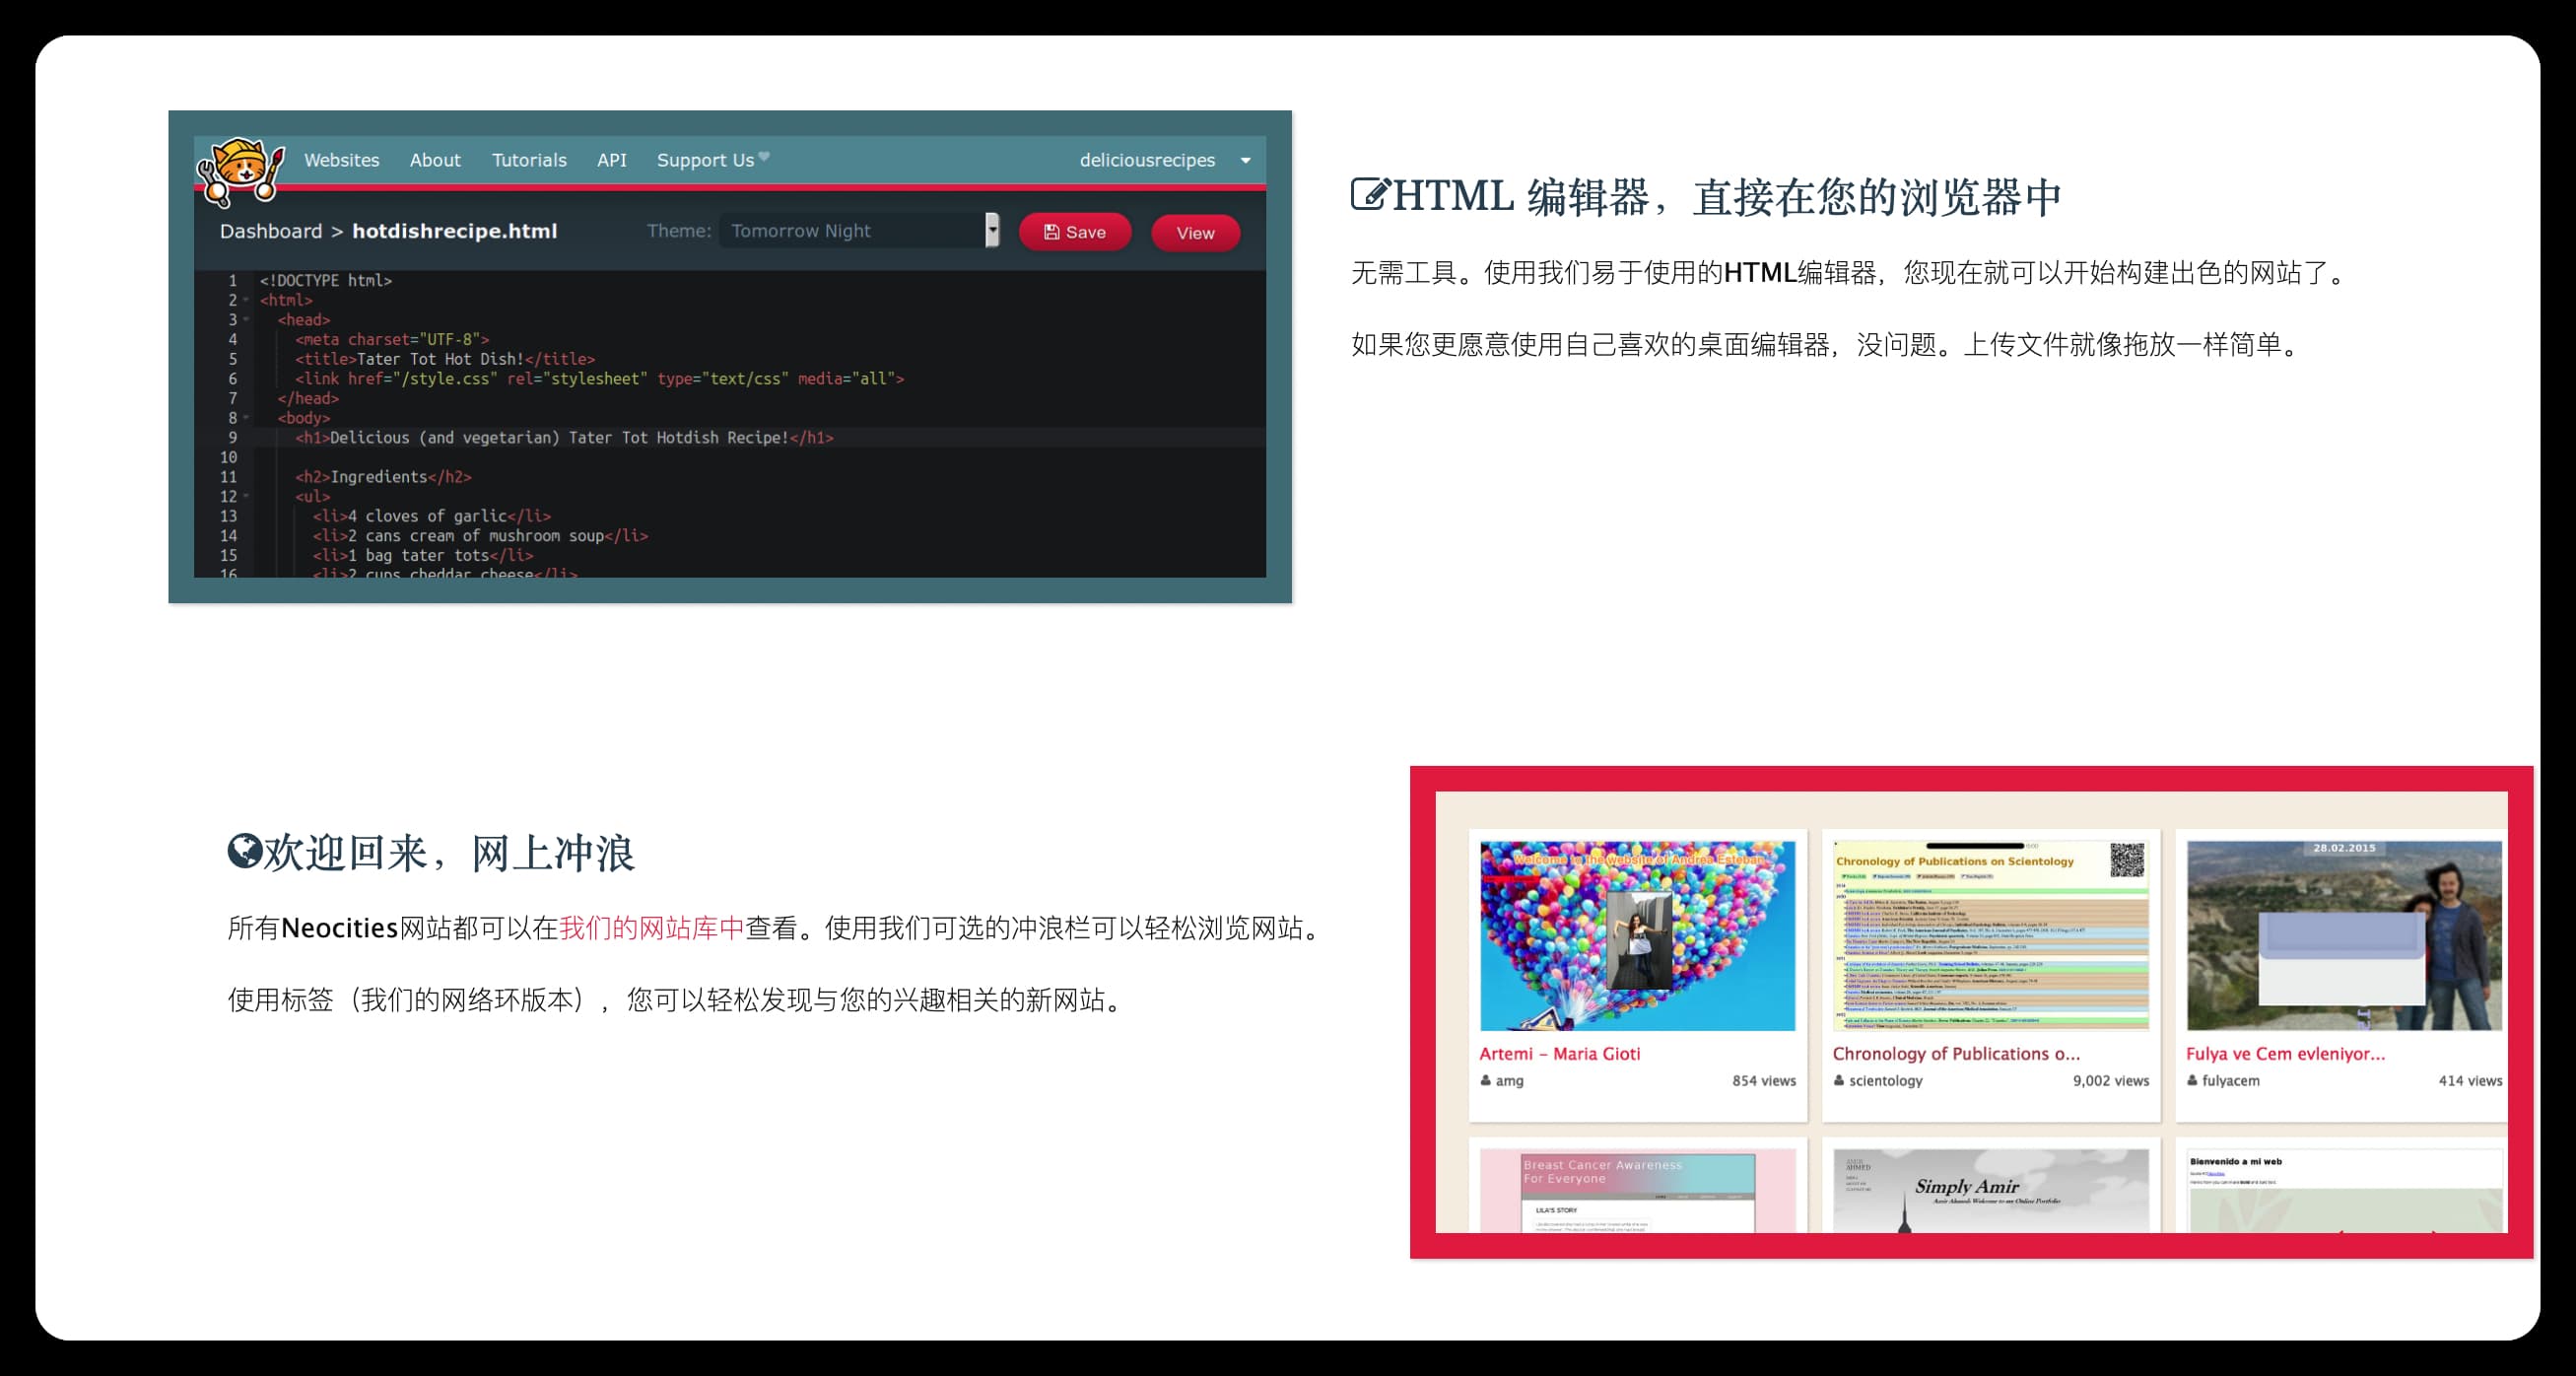 Websites About Tutorials API Support Us deliciousrecipes
Dashboard > hotdishrecipe.html Theme: Tomorrow Night Save View
1 <!DOCTYPE html>
2 <html>
3 <head>
4 <meta charset="UTF-8">
5 <title>Tater Tot Hot Dish!</title>
6 <link href="/style.css" rel="stylesheet" type="text/css" media="all">
7 </head>
8 <body>
9 <h1>Delicious (and vegetarian) Tater Tot Hotdish Recipe!</h1>
10
11 <h2>Ingredients</h2>
12 <ul>
13 <li>4 cloves of garlic</li>
14 <li>2 cans cream of mushroom soup</li>
15 <li>1 bag tater tots</li>
16 <li>2 cups cheddar cheese</li>
HTML 编辑器，直接在您的浏览器中
无需工具。使用我们易于使用的HTML编辑器，您现在就可以开始构建出色的网站了。
如果您更愿意使用自己喜欢的桌面编辑器，没问题。上传文件就像拖放一样简单。
欢迎回来，网上冲浪
所有Neocities网站都可以在我们的网站库中查看。使用我们可选的冲浪栏可以轻松浏览网站。
使用标签（我们的网络环版本），您可以轻松发现与您的兴趣相关的新网站。
Welcome to the website of Andrea Esteban
Artemi – Maria Gioti
amg 854 views
Chronology of Publications on Scientology
Chronology of Publications o...
scientology 9,002 views
28.02.2015
Fulya ve Cem evleniyor...
fulyacem 414 views
Breast Cancer Awareness
For Everyone
LILA'S STORY
AHMED
Simply Amir
Amir Ahmed: Welcome to my Online Portfolio
Bienvenido a mi web